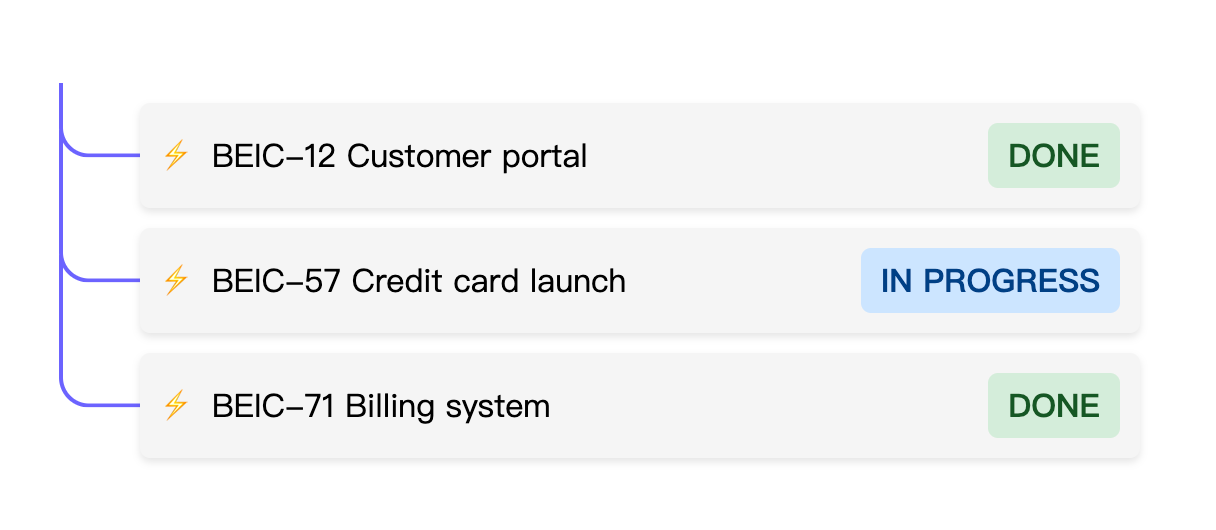 BEIC-12 Customer portal DONE
BEIC-57 Credit card launch IN PROGRESS
BEIC-71 Billing system DONE